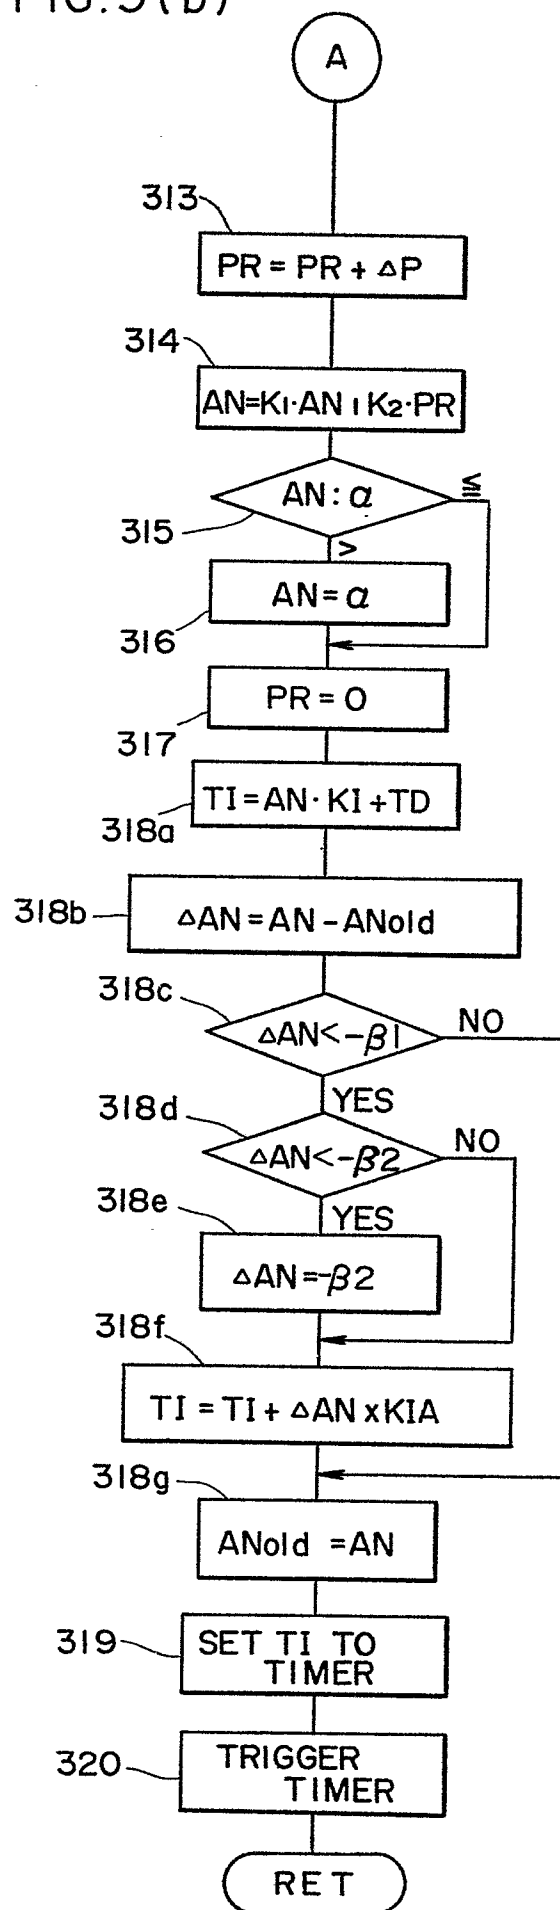 FIG. 5(b)
A
313
PR = PR + ΔP
314
AN=K1·AN+K2·PR
AN : α
≦
315
>
AN = α
316
PR = 0
317
TI = AN · KI + TD
318a
318b
ΔAN = AN - ANold
318c
ΔAN < -β1
NO
YES
318d
ΔAN < -β2
NO
318e
YES
ΔAN = -β2
318f
TI = TI + ΔAN x KIA
318g
ANold = AN
319
SET TI TO
TIMER
320
TRIGGER
TIMER
RET